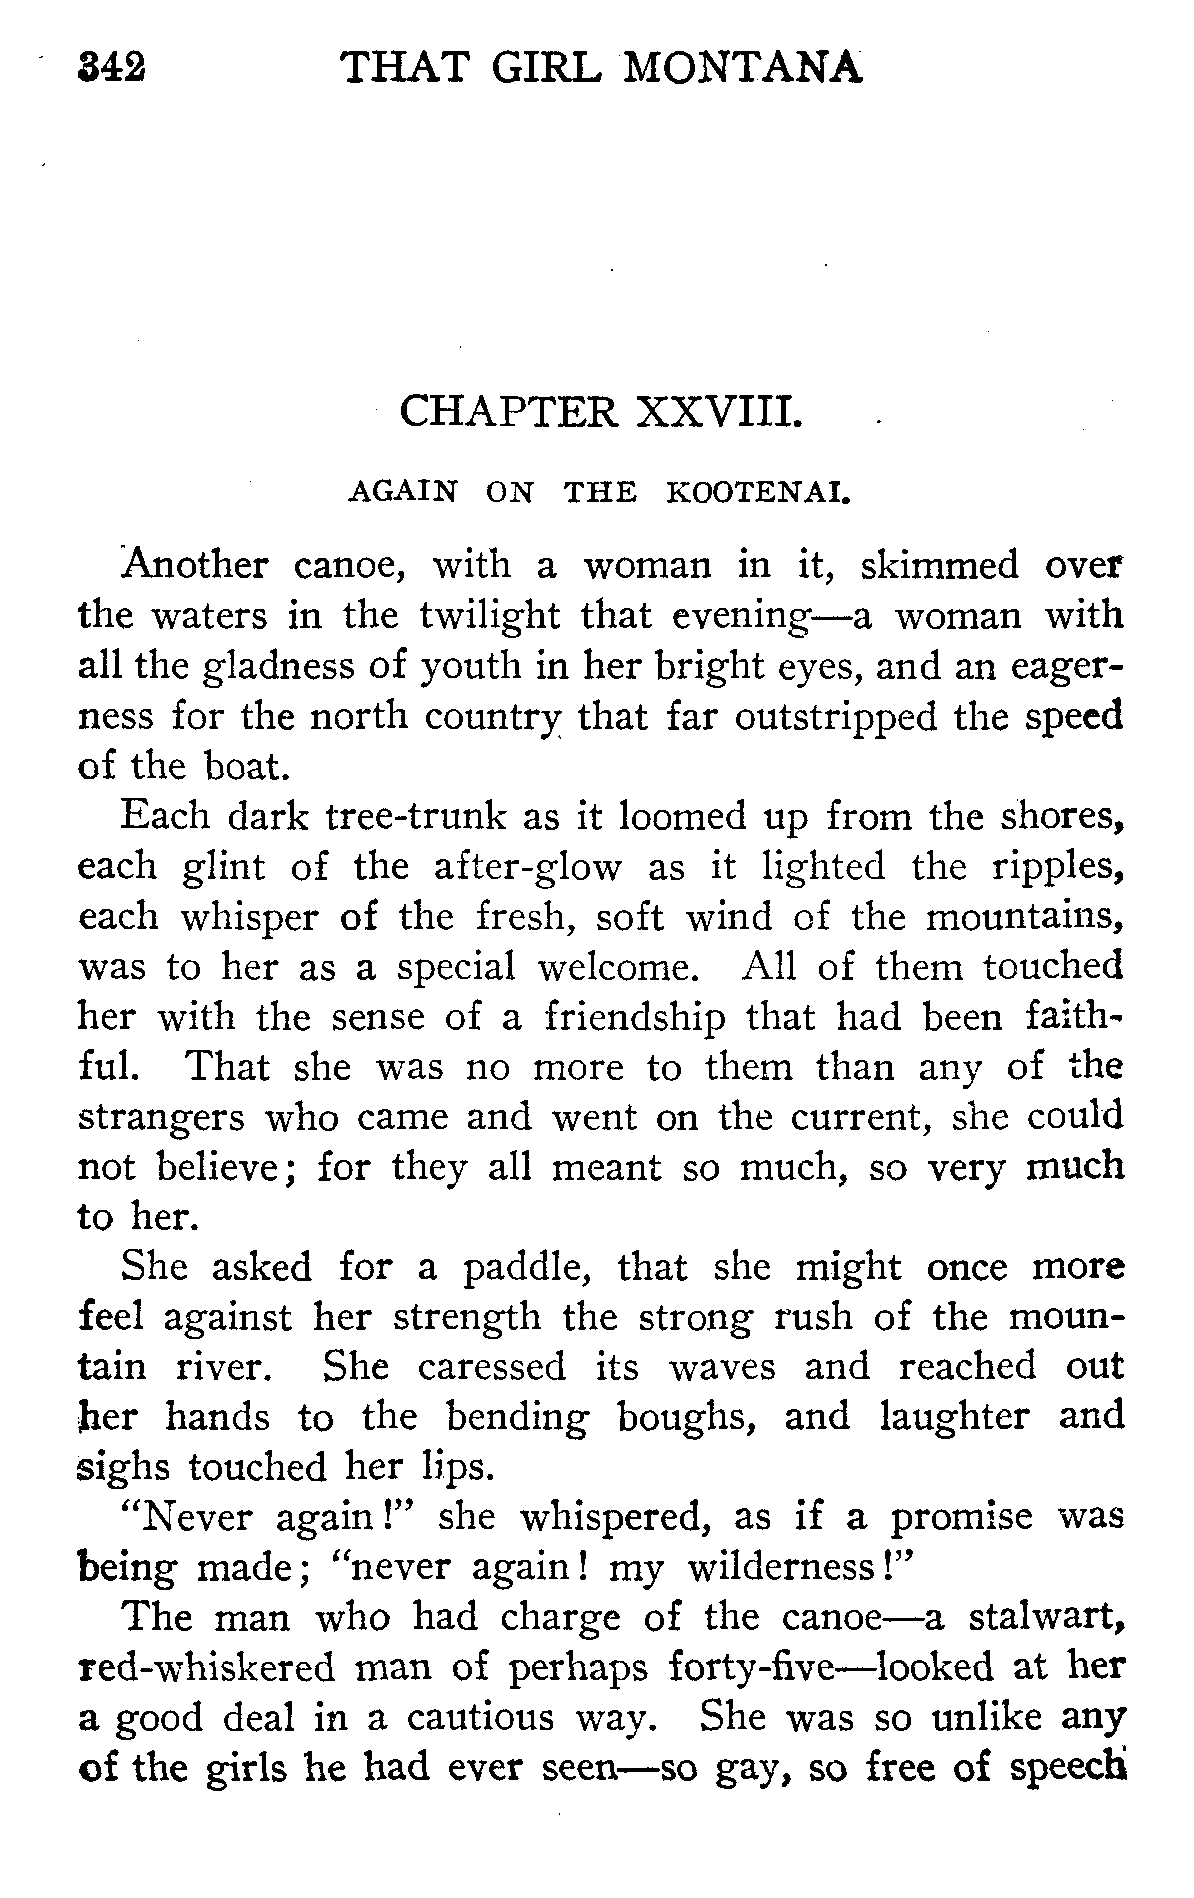 342 THAT GIRL MONTANA
CHAPTER XXVIII.
AGAIN ON THE KOOTENAI.
Another canoe, with a woman in it, skimmed over
the waters in the twilight that evening—a woman with
all the gladness of youth in her bright eyes, and an eager-
ness for the north country that far outstripped the speed
of the boat.
Each dark tree-trunk as it loomed up from the shores,
each glint of the after-glow as it lighted the ripples,
each whisper of the fresh, soft wind of the mountains,
was to her as a special welcome. All of them touched
her with the sense of a friendship that had been faith-
ful. That she was no more to them than any of the
strangers who came and went on the current, she could
not believe; for they all meant so much, so very much
to her.
She asked for a paddle, that she might once more
feel against her strength the strong rush of the moun-
tain river. She caressed its waves and reached out
her hands to the bending boughs, and laughter and
sighs touched her lips.
"Never again!" she whispered, as if a promise was
being made; "never again! my wilderness!"
The man who had charge of the canoe—a stalwart,
red-whiskered man of perhaps forty-five—looked at her
a good deal in a cautious way. She was so unlike any
of the girls he had ever seen—so gay, so free of speech